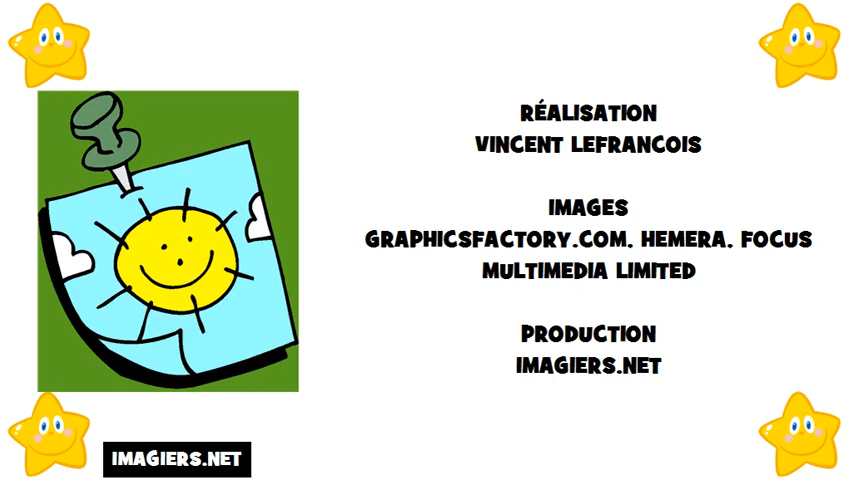 RÉALISATION
VINCENT LEFRANCOIS
IMAGES
GRAPHICSFACTORY.COM, HEMERA, FOCUS
MULTIMEDIA LIMITED
PRODUCTION
IMAGIERS.NET
IMAGIERS.NET